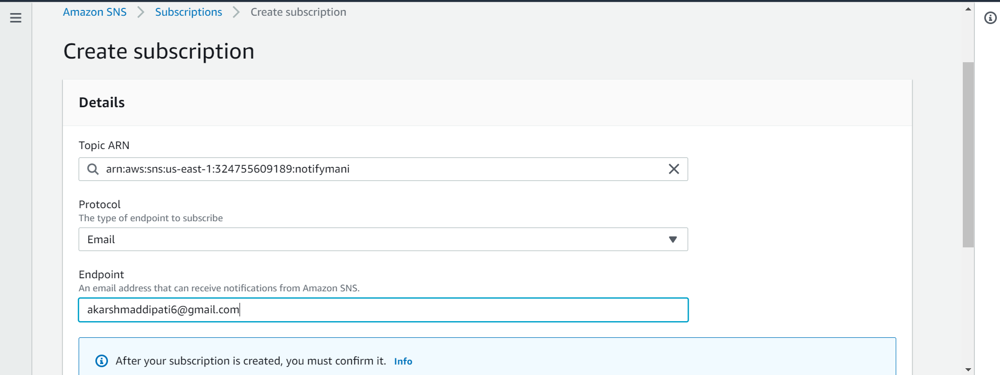 Amazon SNS > Subscriptions > Create subscription
Create subscription
Details
Topic ARN
arn:aws:sns:us-east-1:324755609189:notifymani
Protocol
The type of endpoint to subscribe
Email
Endpoint
An email address that can receive notifications from Amazon SNS.
akarshmaddipati6@gmail.com
After your subscription is created, you must confirm it. Info